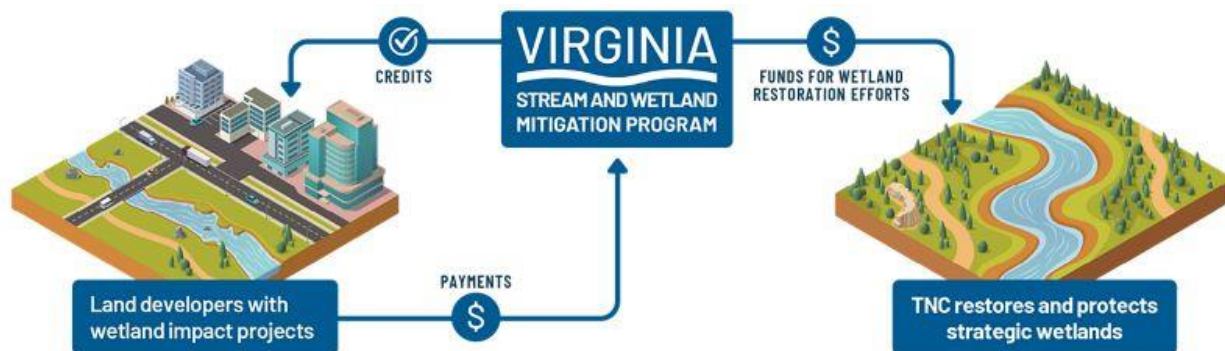 VIRGINIA
STREAM AND WETLAND
MITIGATION PROGRAM
CREDITS
$
FUNDS FOR WETLAND
RESTORATION EFFORTS
PAYMENTS
$
Land developers with
wetland impact projects
TNC restores and protects
strategic wetlands